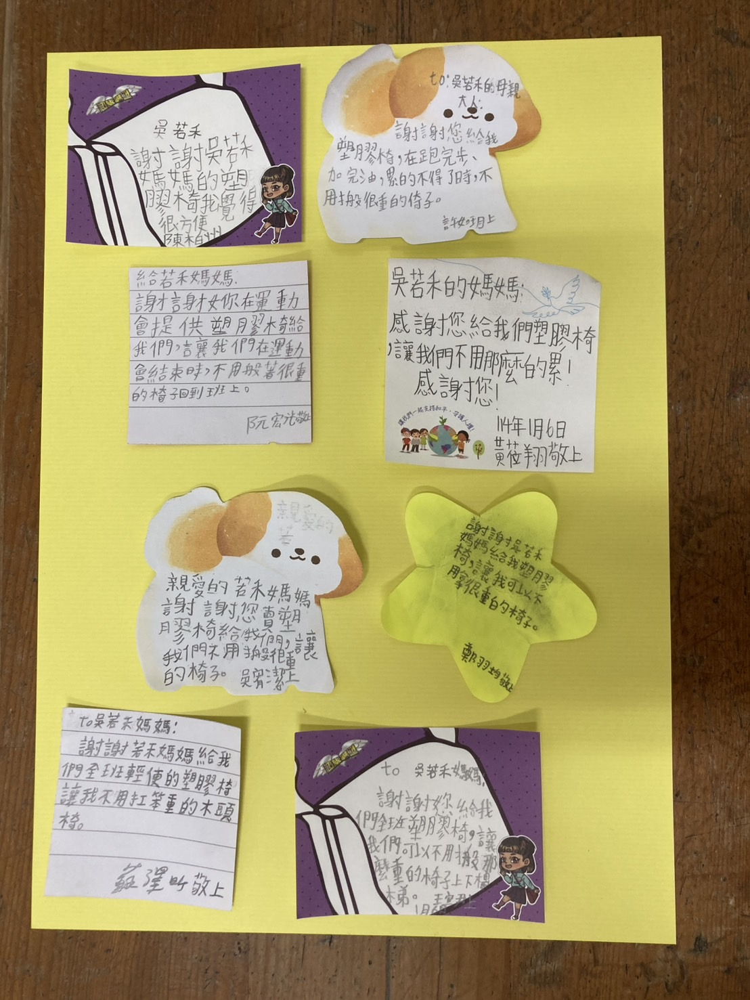 吳若禾
謝謝吳若禾
媽媽的塑
膠椅我覺得
很方便
陳柏州
to:吳若禾的母親
大人:
謝謝您給我
塑膠椅,在跑完步、
加完油,累的不得了時,不
用搬很重的倚子。
許如玥上
給若禾媽媽:
謝謝你在運動
會提供塑膠椅給
我們,讓我們在運動
會結束時,不用般著很重
的椅子回到班上。
阮宏沘敬上
吳若禾的媽媽:
感謝您給我們塑膠椅
,讓我們不用那麼的累!
感謝您!
讓我們一起支持和平,守護人權!
114年1月6日
黃莅翔敬上
親愛的
若
親愛的若禾媽媽
謝謝您賣塑
膠椅給我們,讓
我們不用搬很重
的椅子。吳宥潔上
謝謝吳若禾
媽媽給我塑膠
椅,讓我可以不
用拿很重的椅子。
鄭羽均敬上
to吳若禾媽媽:
謝謝若禾媽媽給我
們全班輕便的塑膠椅
讓我不用扛笨重的木頭
椅。
敬上
to 吳若禾媽媽:
謝謝妳給我
們全班塑膠椅,讓
我們可以不用搬那
麼重的椅子上下樓
梯。
1月6日